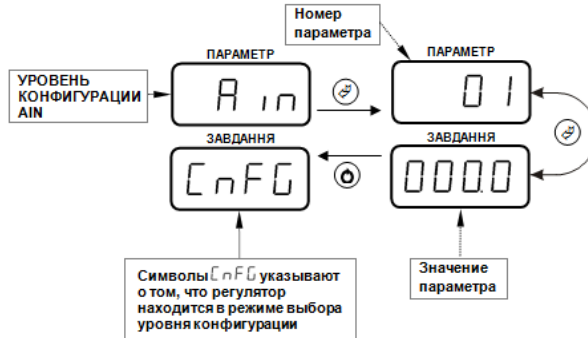 Номер
параметра
ПАРАМЕТР
ПАРАМЕТР
УРОВЕНЬ
КОНФИГУРАЦИИ
AIN
A in
01
ЗАВДАННЯ
ЗАВДАННЯ
CnFG
000.0
Символы CnFG указывают
о том, что регулятор
находится в режиме выбора
уровня конфигурации
Значение
параметра